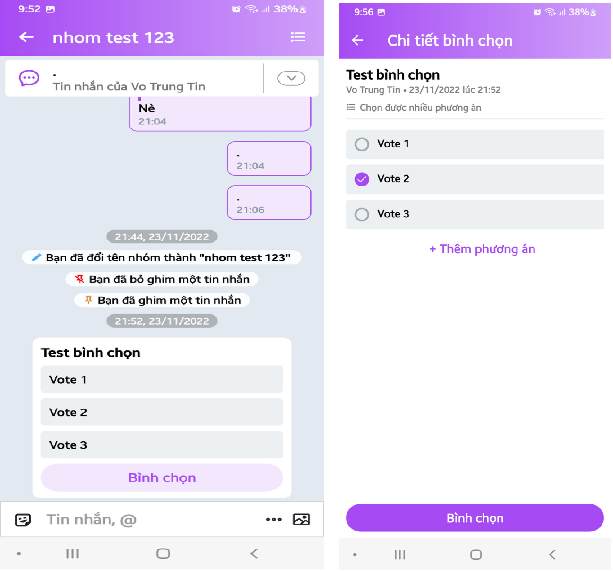 9:52
38%
nhom test 123
.
Tin nhắn của Vo Trung Tin
Nè
21:04
.
21:04
.
21:06
21:44, 23/11/2022
Bạn đã đổi tên nhóm thành "nhom test 123"
Bạn đã bỏ ghim một tin nhắn
Bạn đã ghim một tin nhắn
21:52, 23/11/2022
Test bình chọn
Vote 1
Vote 2
Vote 3
Bình chọn
Tin nhắn, @
9:56
38%
Chi tiết bình chọn
Test bình chọn
Vo Trung Tin • 23/11/2022 lúc 21:52
Chọn được nhiều phương án
Vote 1
Vote 2
Vote 3
+ Thêm phương án
Bình chọn